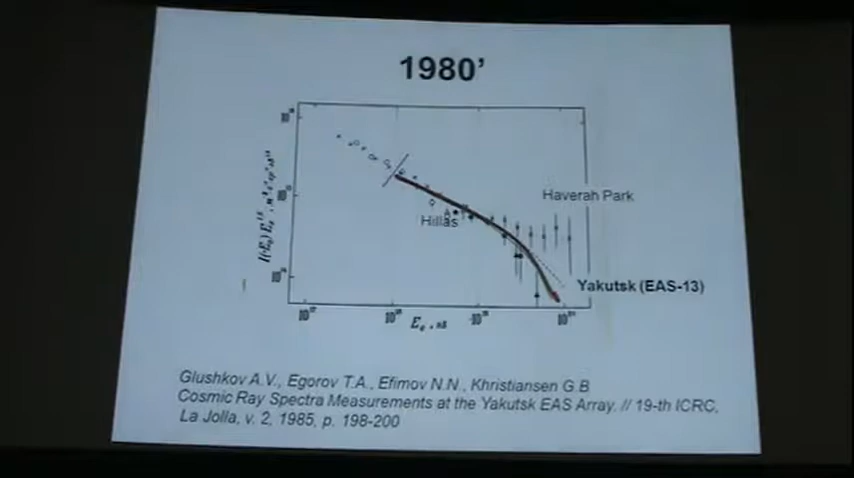 1980'
Haverah Park
Hillas
Yakutsk (EAS-13)
Glushkov A.V., Egorov T.A., Efimov N.N., Khristiansen G.B
Cosmic Ray Spectra Measurements at the Yakutsk EAS Array. // 19-th ICRC,
La Jolla, v. 2, 1985, p. 198-200